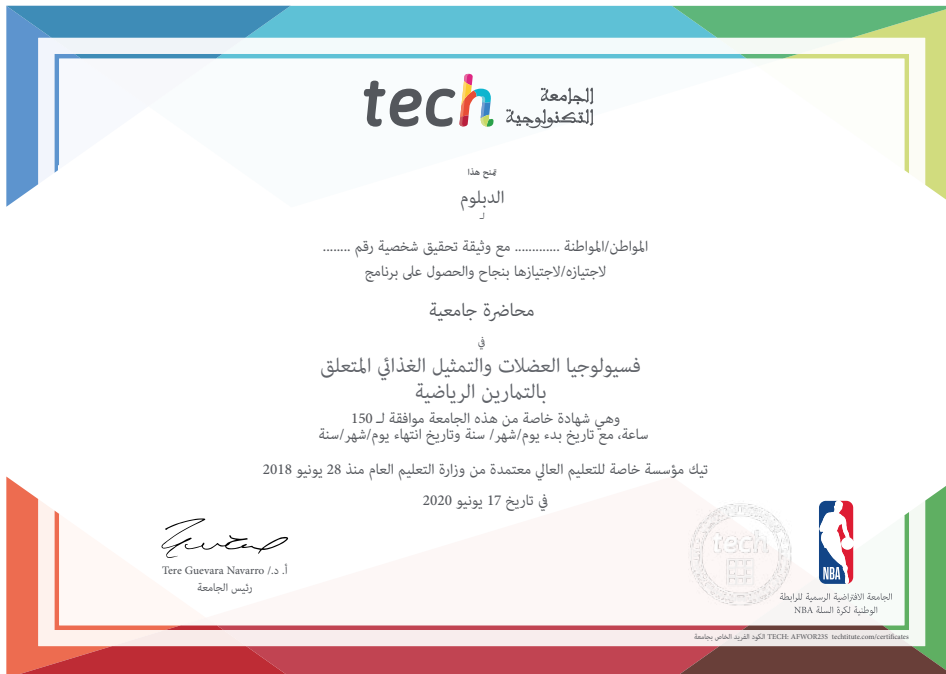 tech الجامعة
التكنولوجية
يمنح هذا
الدبلوم
لـ
المواطن/المواطنة ............ مع وثيقة تحقيق شخصية رقم ........
لاجتيازه/لاجتيازها بنجاح والحصول على برنامج
محاضرة جامعية
في
فسيولوجيا العضلات والتمثيل الغذائي المتعلق
بالتمارين الرياضية
وهي شهادة خاصة من هذه الجامعة موافقة لـ 150
ساعة، مع تاريخ بدء يوم/شهر/ سنة وتاريخ انتهاء يوم/شهر/سنة
تيك مؤسسة خاصة للتعليم العالي معتمدة من وزارة التعليم العام منذ 28 يونيو 2018
في تاريخ 17 يونيو 2020
أ. د./ Tere Guevara Navarro
رئيس الجامعة
tech
NBA
الجامعة الافتراضية الرسمية للرابطة
الوطنية لكرة السلة NBA
الكود الفريد الخاص بجامعة TECH: AFWOR23S techtitute.com/certificates